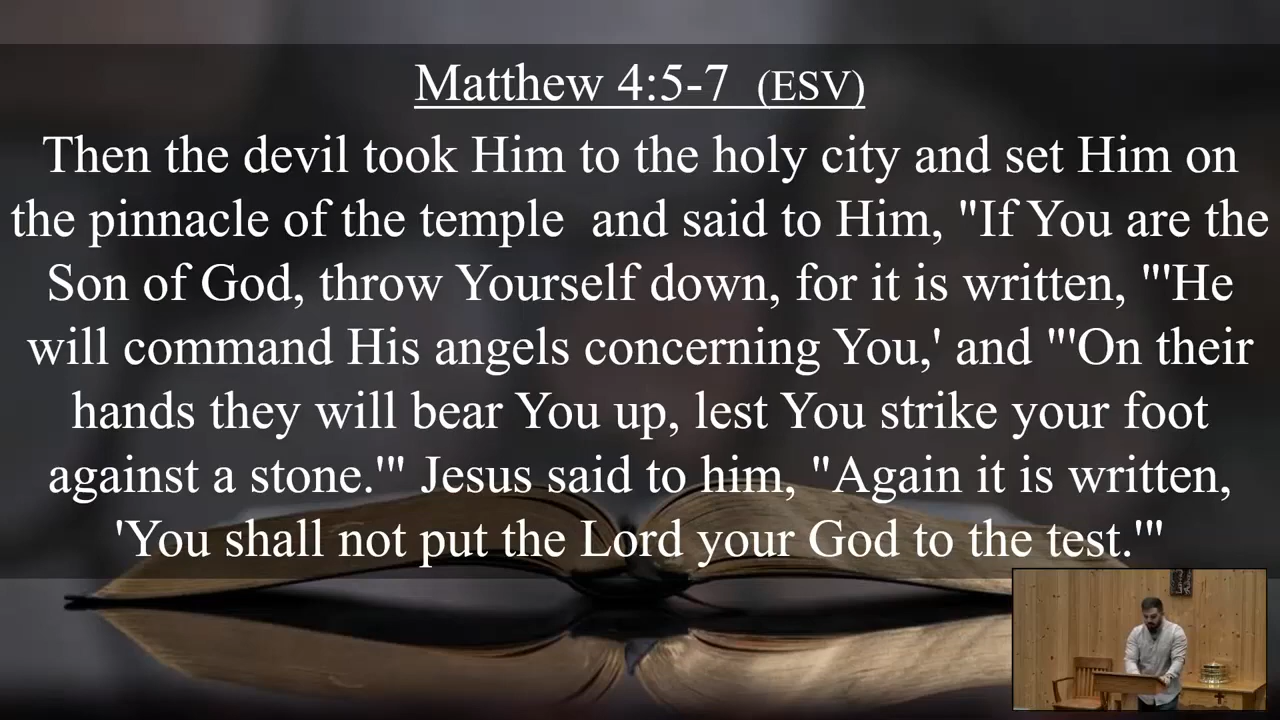 Matthew 4:5-7 (ESV)
Then the devil took Him to the holy city and set Him on
the pinnacle of the temple  and said to Him, "If You are the
Son of God, throw Yourself down, for it is written, "'He
will command His angels concerning You,' and "'On their
hands they will bear You up, lest You strike your foot
against a stone.'" Jesus said to him, "Again it is written,
'You shall not put the Lord your God to the test.'"